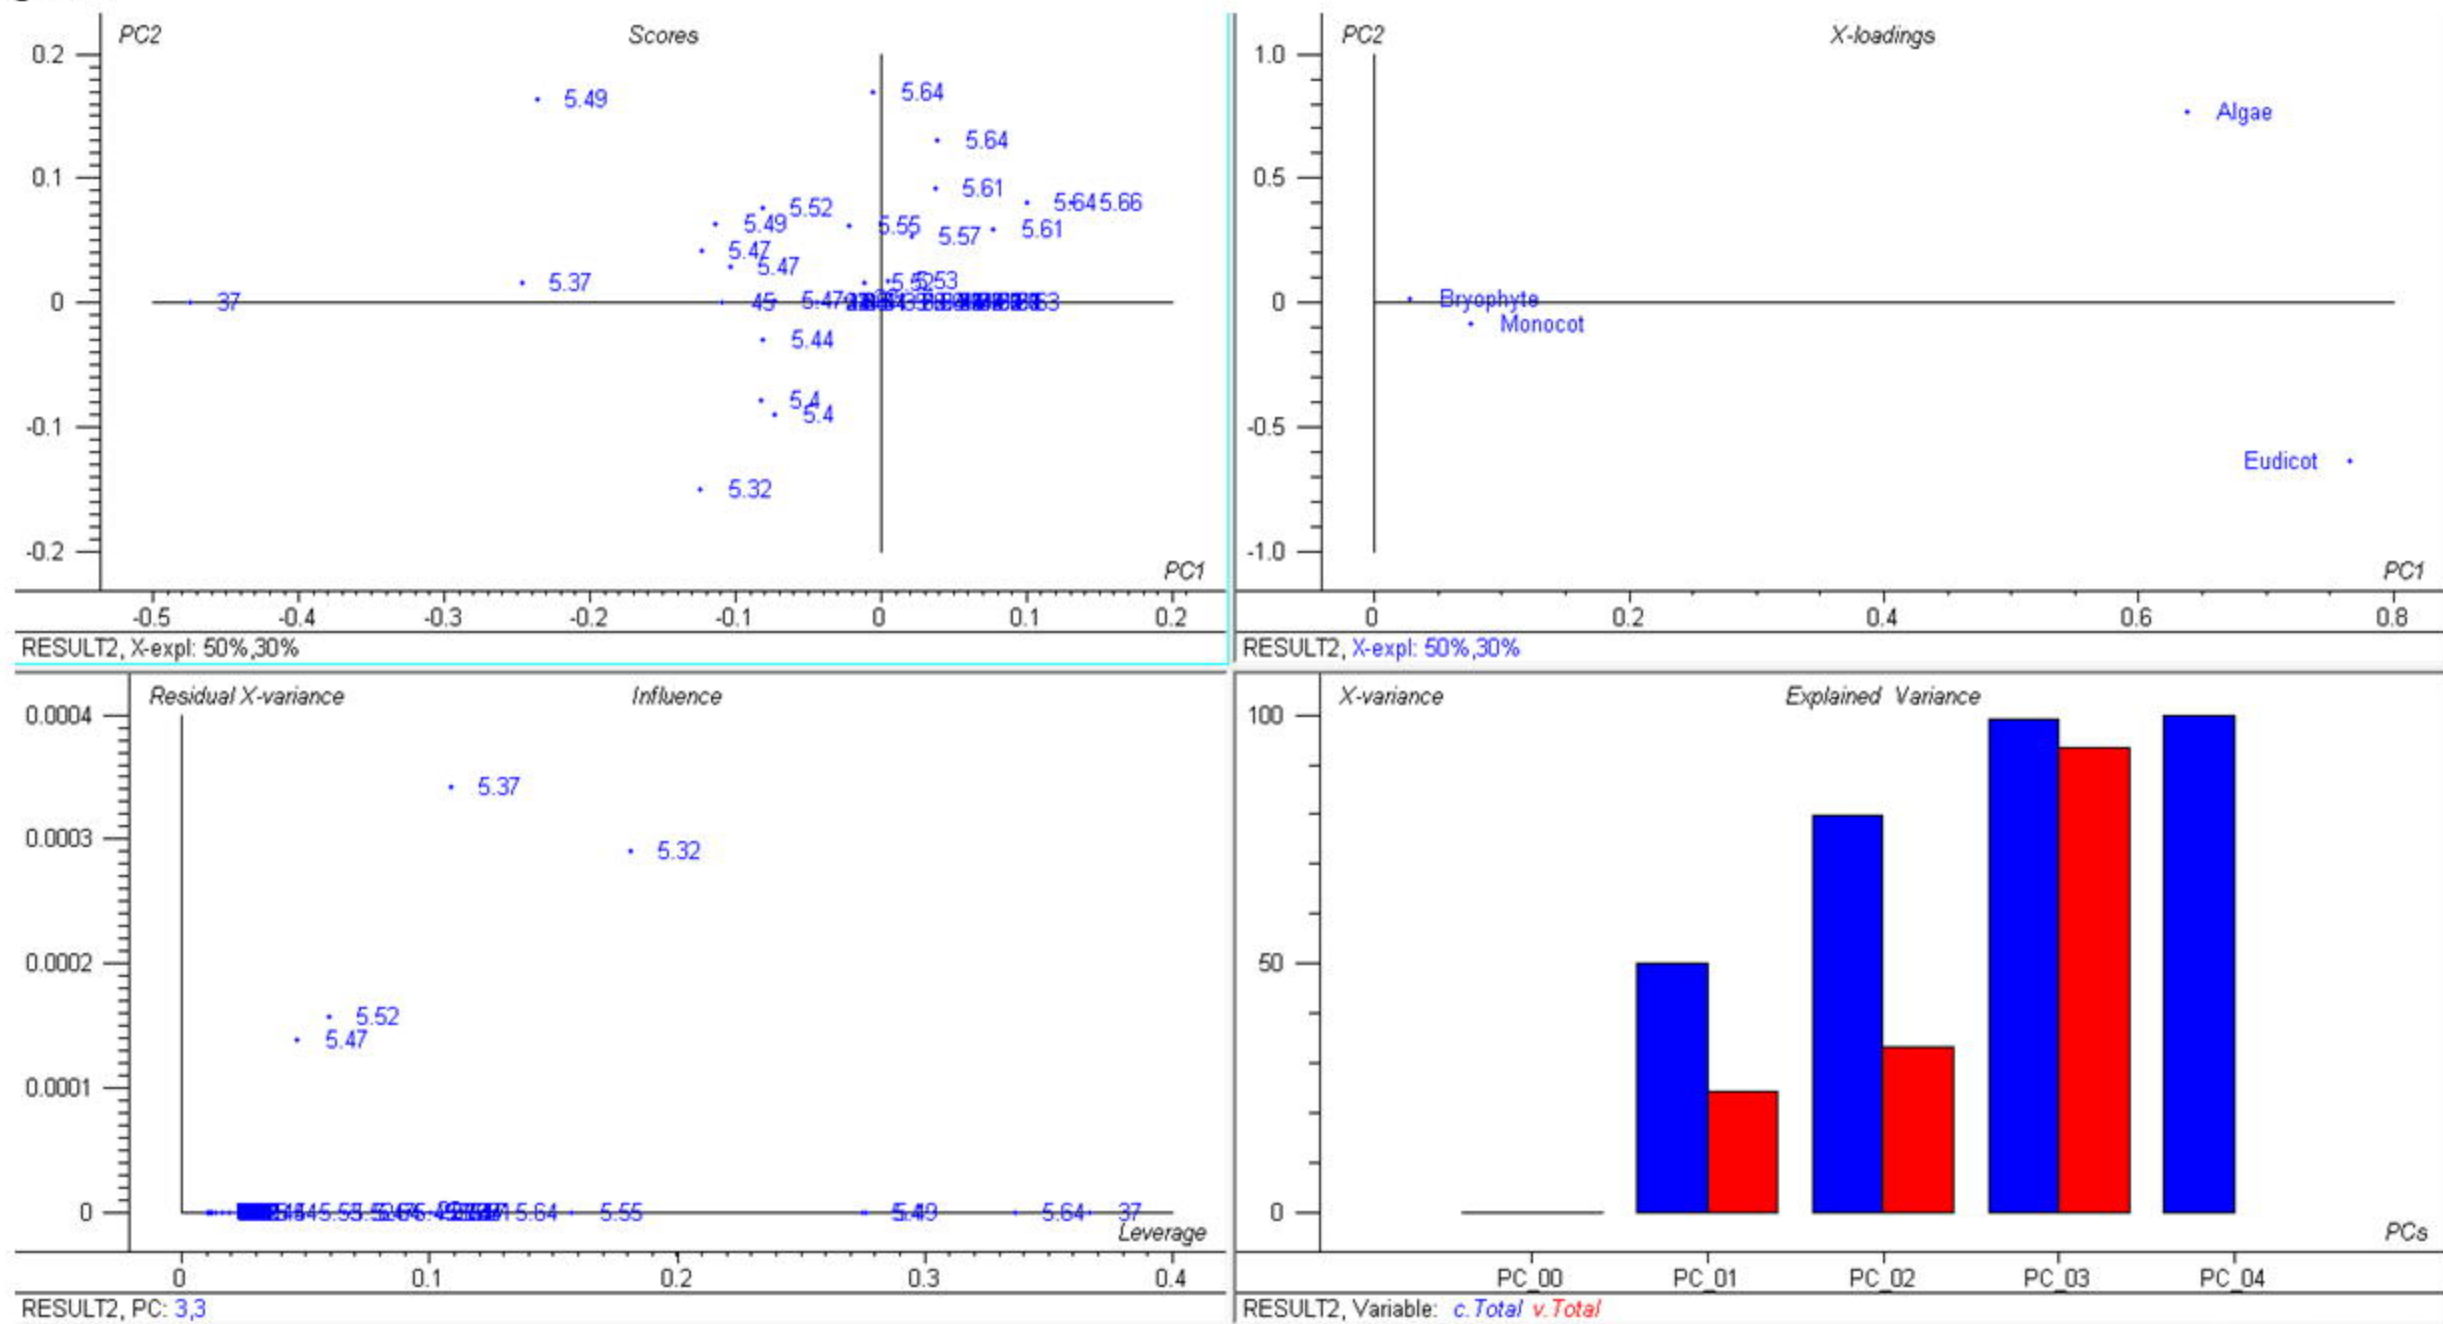 PC2 Scores
0.2
0.1
0
-0.1
-0.2
5.49
5.64
5.64
5.61
5.64 5.66
5.52
5.49
5.55
5.57
5.61
5.47
5.47
5.37
5.53
37
45
5.47
5.44
5.4
5.4
5.32
PC1
-0.5 -0.4 -0.3 -0.2 -0.1 0 0.1 0.2
RESULT2, X-expl: 50%,30%
PC2 X-loadings
1.0
0.5
0
-0.5
-1.0
Algae
Bryophyte
Monocot
Eudicot
PC1
0 0.2 0.4 0.6 0.8
RESULT2, X-expl: 50%,30%
Residual X-variance Influence
0.0004
0.0003
0.0002
0.0001
0
5.37
5.32
5.52
5.47
5.64 5.55 5.49 5.64 37
Leverage
0 0.1 0.2 0.3 0.4
RESULT2, PC: 3,3
X-variance Explained Variance
100
50
0
PCs
PC_00 PC_01 PC_02 PC_03 PC_04
RESULT2, Variable: c.Total v.Total